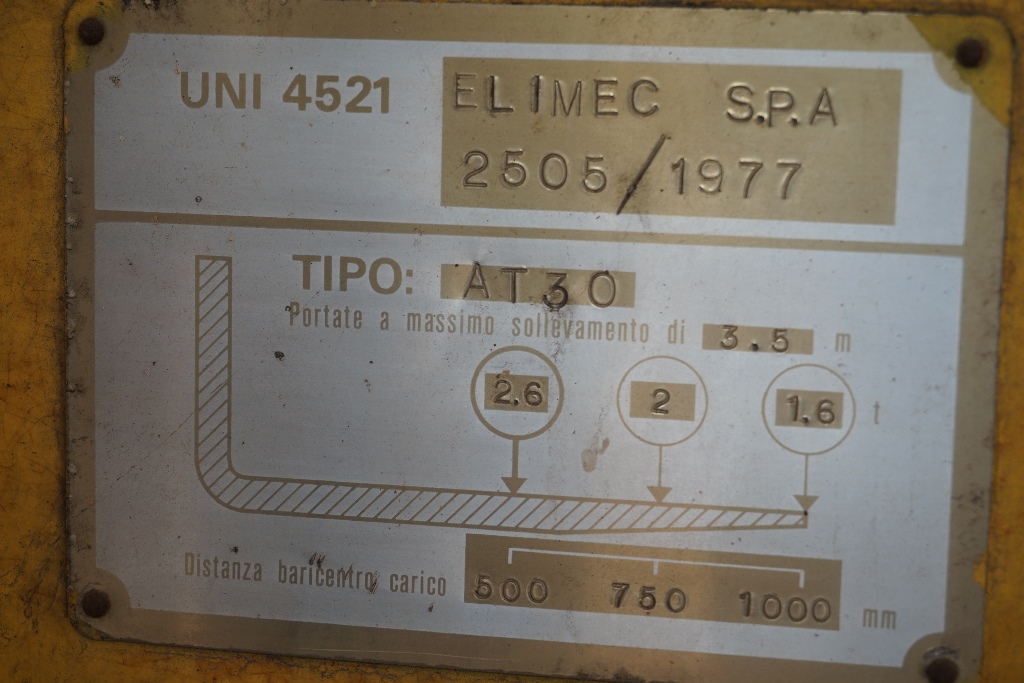 UNI 4521 ELIMEC S.P.A
2505/1977
TIPO: AT30
Portate a massimo sollevamento di 3.5 m
2.6 2 1.6 t
Distanza baricentro carico 500 750 1000 mm